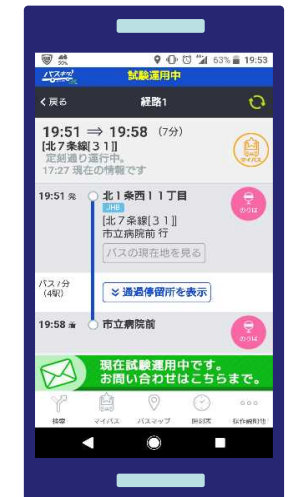 50%
63% 19:53
バスキタ!
試験運用中
く戻る 経路1
19:51 ⇒ 19:58 (7分)
[北7条線[31]]
定刻通り運行中。
17:27 現在の情報です
マイバス
19:51 発 北1条西11丁目
JHB
[北7条線[31]]
市立病院前 行
のりば
バスの現在地を見る
バス7分
(4駅)
通過停留所を表示
19:58 着 市立病院前
のりば
現在試験運用中です。
お問い合わせはこちらまで。
検索 マイバス バスマップ 時刻表